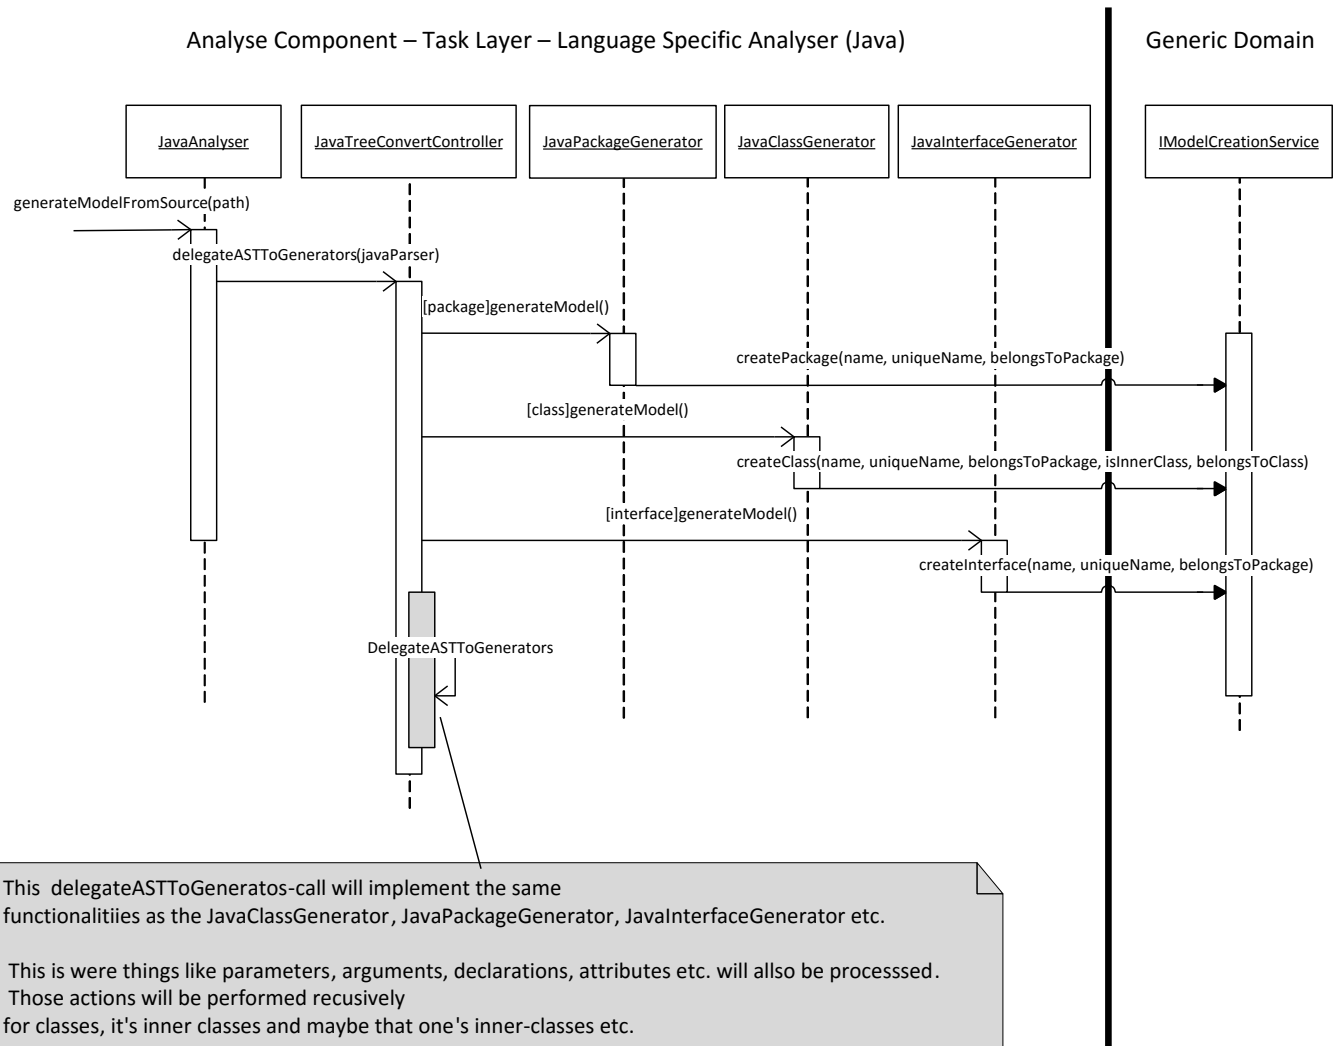 Analyse Component – Task Layer – Language Specific Analyser (Java)
Generic Domain
JavaAnalyser
JavaTreeConvertController
JavaPackageGenerator
JavaClassGenerator
JavaInterfaceGenerator
IModelCreationService
generateModelFromSource(path)
delegateASTToGenerators(javaParser)
[package]generateModel()
createPackage(name, uniqueName, belongsToPackage)
[class]generateModel()
createClass(name, uniqueName, belongsToPackage, isInnerClass, belongsToClass)
[interface]generateModel()
createInterface(name, uniqueName, belongsToPackage)
DelegateASTToGenerators
This  delegateASTToGeneratos-call will implement the same
functionalitiies as the JavaClassGenerator, JavaPackageGenerator, JavaInterfaceGenerator etc.
This is were things like parameters, arguments, declarations, attributes etc. will allso be processsed.
Those actions will be performed recusively
for classes, it's inner classes and maybe that one's inner-classes etc.